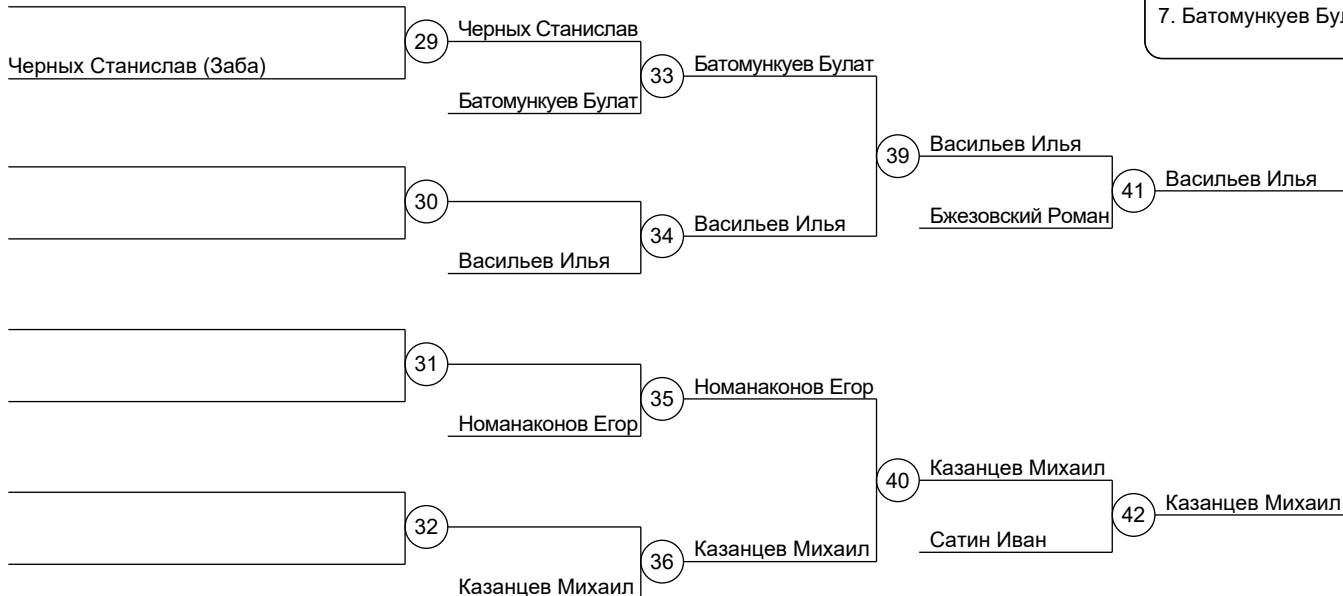 7. Батомункуев Бул
29 Черных Станислав
Черных Станислав (Заба)
33 Батомункуев Булат
Батомункуев Булат
39 Васильев Илья
41 Васильев Илья
30
34 Васильев Илья
Бжезовский Роман
Васильев Илья
31
35 Номанаконов Егор
Номанаконов Егор
40 Казанцев Михаил
42 Казанцев Михаил
32
36 Казанцев Михаил
Сатин Иван
Казанцев Михаил